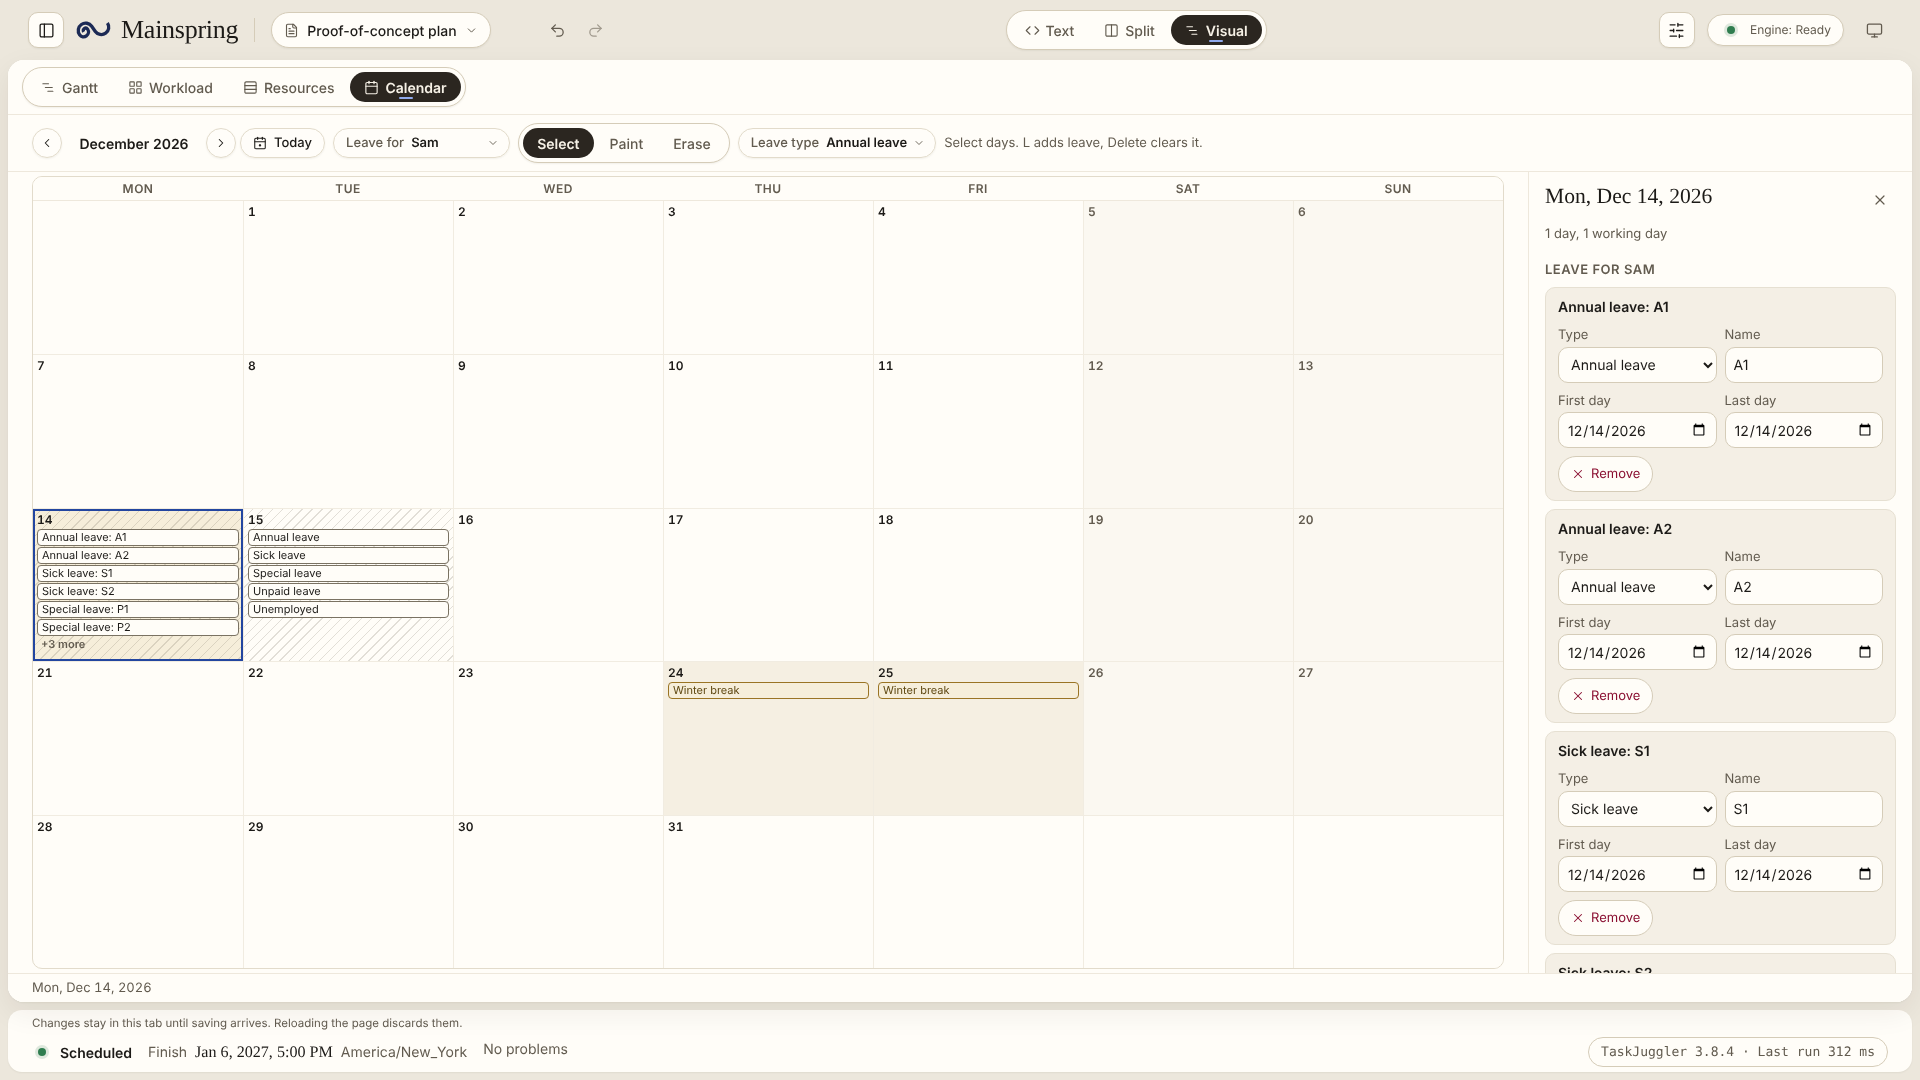 Mainspring
Proof-of-concept plan
Text
Split
Visual
Engine: Ready
Gantt
Workload
Resources
Calendar
December 2026
Today
Leave for Sam
Select
Paint
Erase
Leave type Annual leave
Select days. L adds leave, Delete clears it.
MON TUE WED THU FRI SAT SUN
1 2 3 4 5 6
7 8 9 10 11 12 13
14 15 16 17 18 19 20
Annual leave: A1
Annual leave: A2
Sick leave: S1
Sick leave: S2
Special leave: P1
Special leave: P2
+3 more
Annual leave
Sick leave
Special leave
Unpaid leave
Unemployed
21 22 23 24 25 26 27
Winter break
Winter break
28 29 30 31
Mon, Dec 14, 2026
1 day, 1 working day
LEAVE FOR SAM
Annual leave: A1
Type Name
Annual leave A1
First day Last day
12/14/2026 12/14/2026
Remove
Annual leave: A2
Type Name
Annual leave A2
First day Last day
12/14/2026 12/14/2026
Remove
Sick leave: S1
Type Name
Sick leave S1
First day Last day
12/14/2026 12/14/2026
Remove
Sick leave: S2
Mon, Dec 14, 2026
Changes stay in this tab until saving arrives. Reloading the page discards them.
Scheduled Finish Jan 6, 2027, 5:00 PM America/New_York No problems
TaskJuggler 3.8.4 · Last run 312 ms